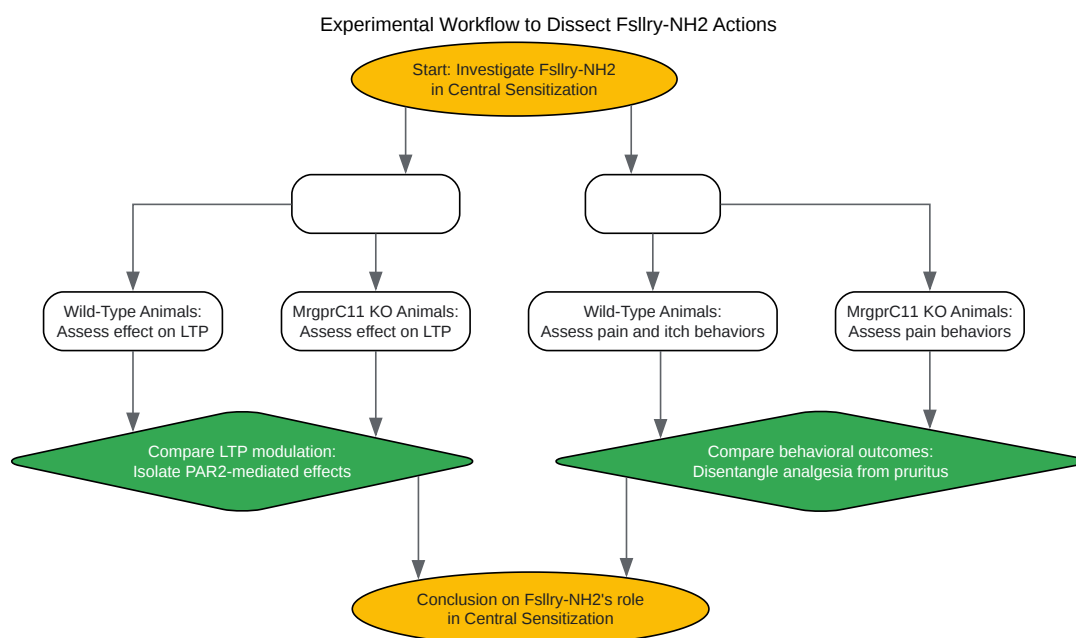 Experimental Workflow to Dissect Fsllry-NH2 Actions
Start: Investigate Fsllry-NH2
in Central Sensitization
Wild-Type Animals:
Assess effect on LTP
MrgprC11 KO Animals:
Assess effect on LTP
Wild-Type Animals:
Assess pain and itch behaviors
MrgprC11 KO Animals:
Assess pain behaviors
Compare LTP modulation:
Isolate PAR2-mediated effects
Compare behavioral outcomes:
Disentangle analgesia from pruritus
Conclusion on Fsllry-NH2's role
in Central Sensitization